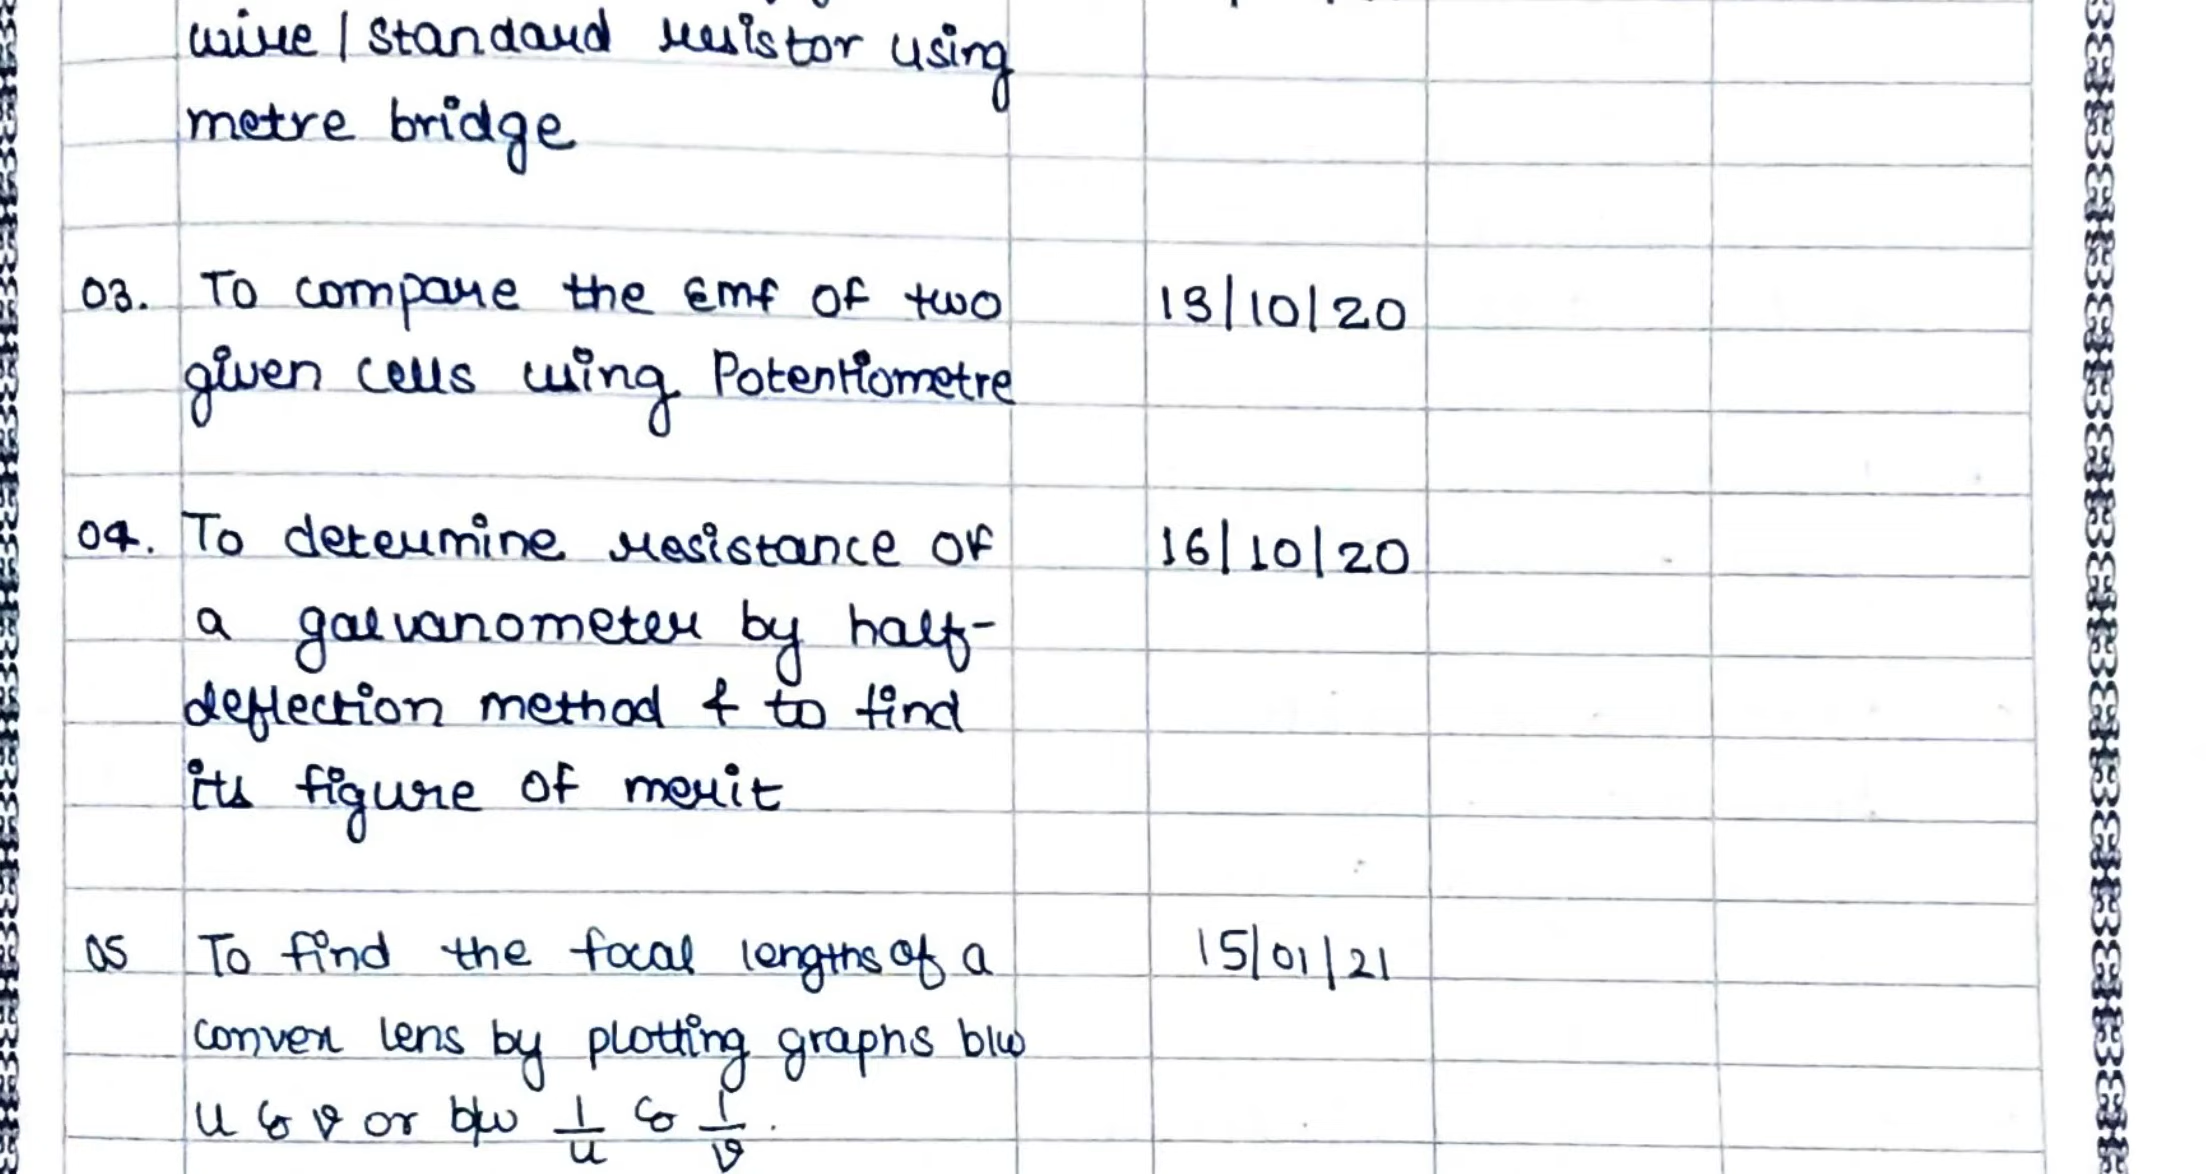 wire / standard resistor using
metre bridge
03. To compare the Emf of two 13/10/20
given cells using Potentiometre
04. To determine resistance of 16/10/20
a galvanometer by half-
deflection method & to find
its figure of merit
05 To find the focal lengths of a 15/01/21
convex lens by plotting graphs b/w
u & v or b/w 1/u & 1/v.